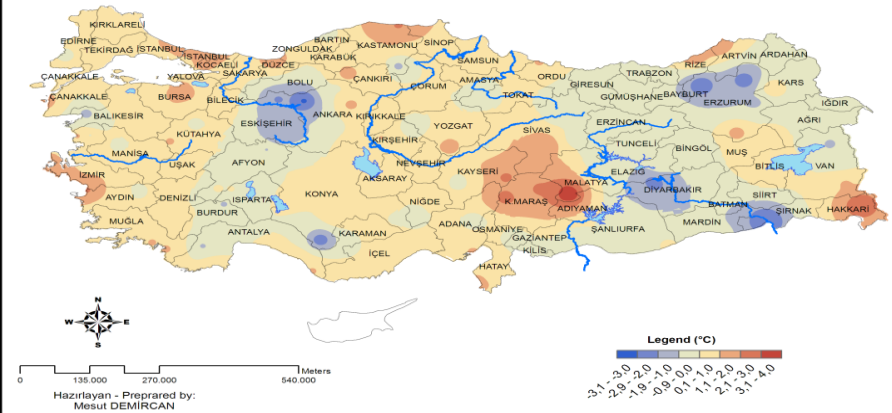 KIRKLARELİ
EDİRNE
TEKİRDAĞ İSTANBUL
İSTANBUL
KOCAELİ
YALOVA
SAKARYA
DÜZCE
ZONGULDAK
BARTIN
KARABÜK
KASTAMONU
SİNOP
SAMSUN
ÇANAKKALE
ÇANAKKALE
BALIKESİR
BURSA
BİLECİK
BOLU
ÇANKIRI
ÇORUM
AMASYA
TOKAT
ORDU
GİRESUN
TRABZON
RİZE
ARTVİN
ARDAHAN
GÜMÜŞHANE
BAYBURT
ERZURUM
KARS
IĞDIR
AĞRI
ESKİŞEHİR
ANKARA
KIRIKKALE
KÜTAHYA
YOZGAT
SİVAS
ERZİNCAN
TUNCELİ
BİNGÖL
MUŞ
BİTLİS
VAN
MANİSA
UŞAK
AFYON
KIRŞEHİR
NEVŞEHİR
AKSARAY
KAYSERİ
MALATYA
ELAZIĞ
DİYARBAKIR
BATMAN
SİİRT
ŞIRNAK
HAKKARİ
İZMİR
AYDIN
DENİZLİ
ISPARTA
BURDUR
KONYA
NİĞDE
K.MARAŞ
ADIYAMAN
MARDİN
MUĞLA
ANTALYA
KARAMAN
İÇEL
ADANA
OSMANİYE
GAZİANTEP
KİLİS
ŞANLIURFA
HATAY
N
W E
S
0 135.000 270.000 540.000 Meters
Hazırlayan - Preprared by:
Mesut DEMİRCAN
Legend (°C)
-3,1 - -3,0
-2,9 - -2,0
-1,9 - -1,0
-0,9 - 0,0
0,1 - 1,0
1,1 - 2,0
2,1 - 3,0
3,1 - 4,0